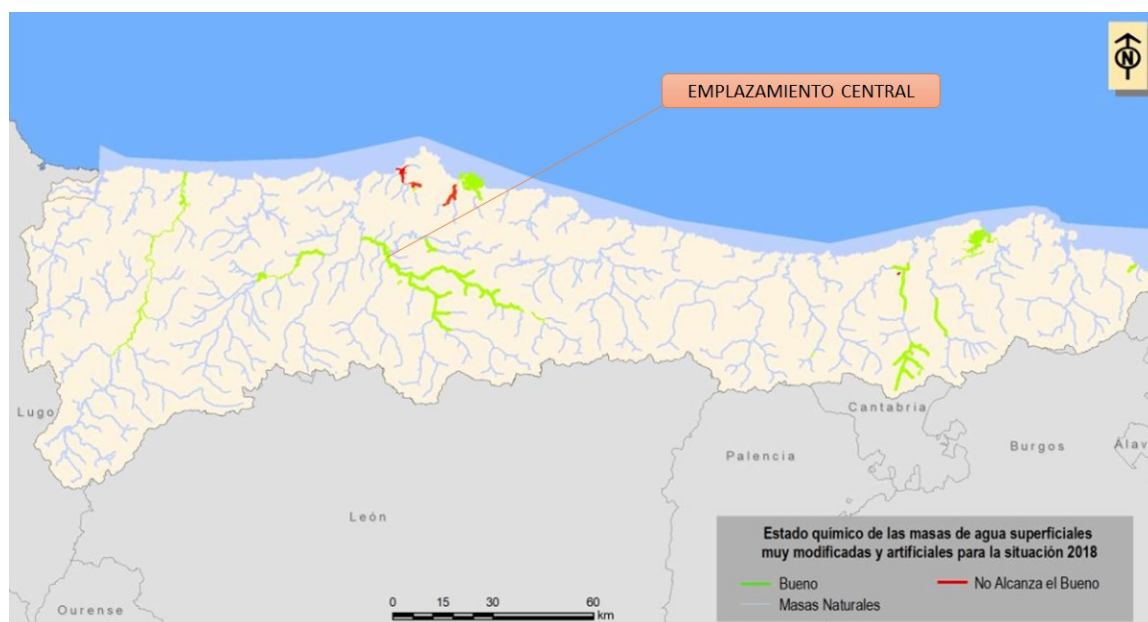 N
EMPLAZAMIENTO CENTRAL
Lugo
Cantabria
Burgos
Álav
Palencia
León
Ourense
Estado químico de las masas de agua superficiales
muy modificadas y artificiales para la situación 2018
Bueno
No Alcanza el Bueno
Masas Naturales
0 15 30 60
km